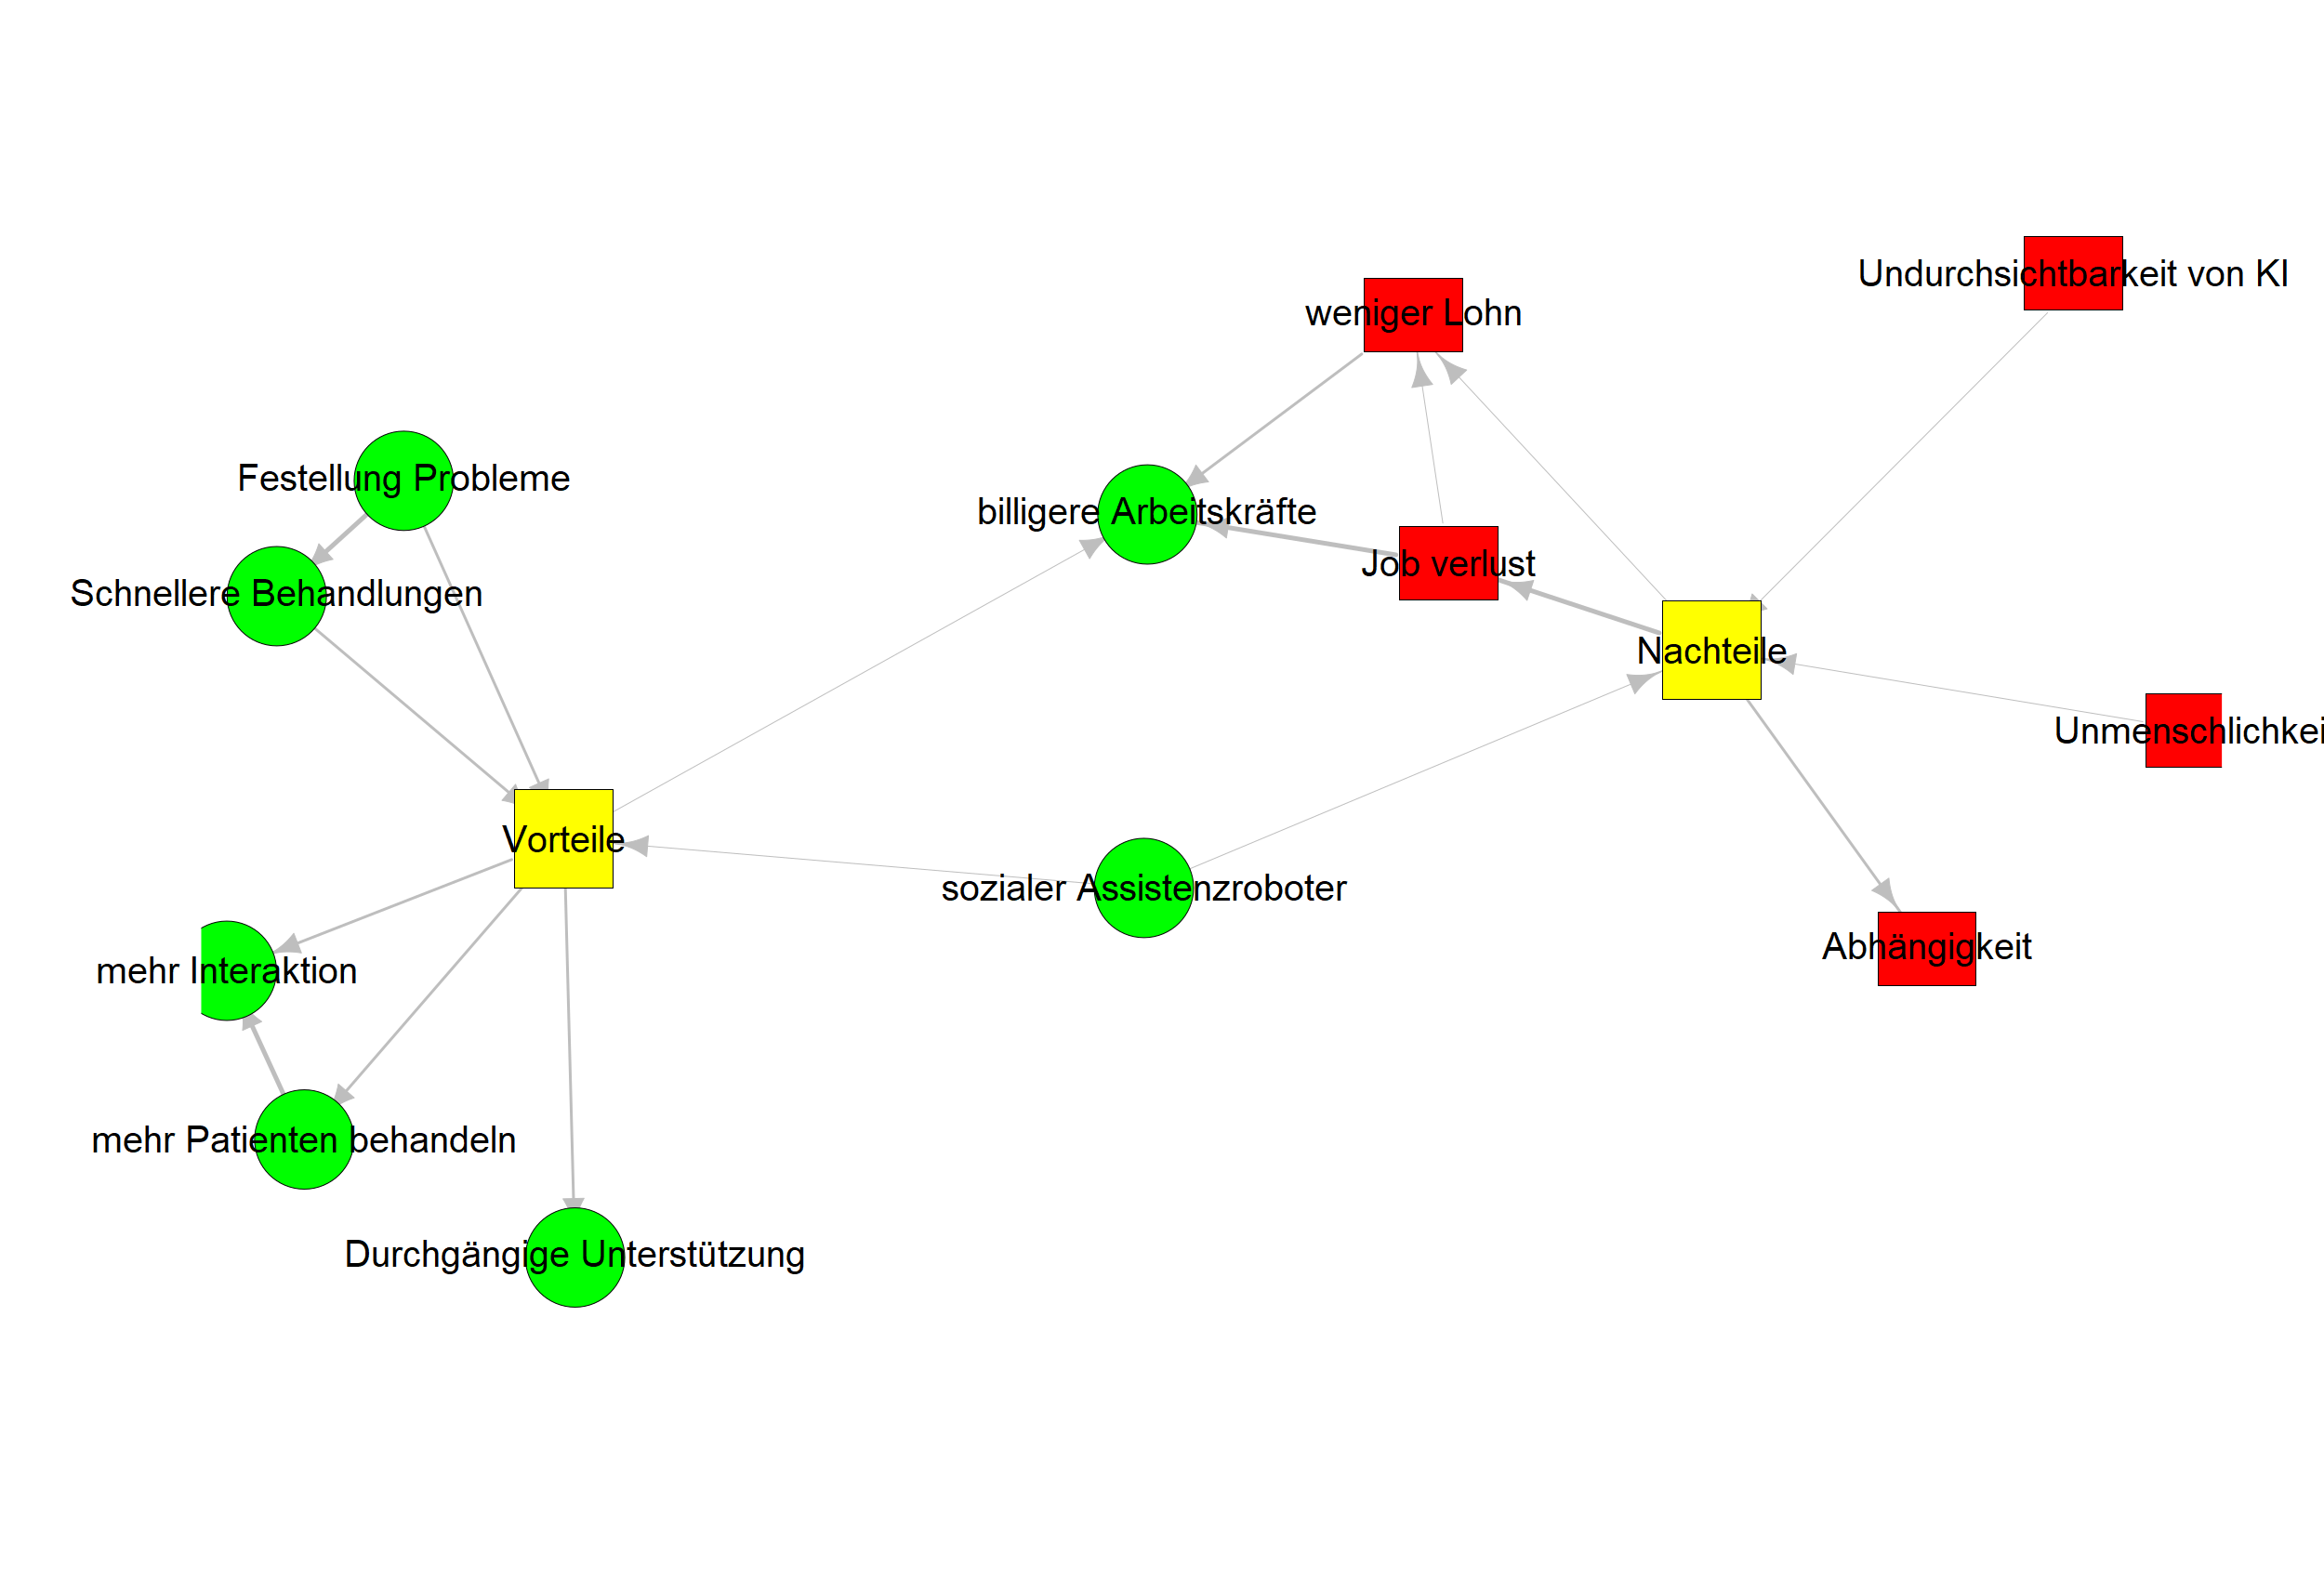 Undurchsichtbarkeit von KI
weniger Lohn
Festellung Probleme
billigere Arbeitskräfte
Job verlust
Schnellere Behandlungen
Nachteile
Unmenschlichkei
Vorteile
sozialer Assistenzroboter
Abhängigkeit
mehr Interaktion
mehr Patienten behandeln
Durchgängige Unterstützung